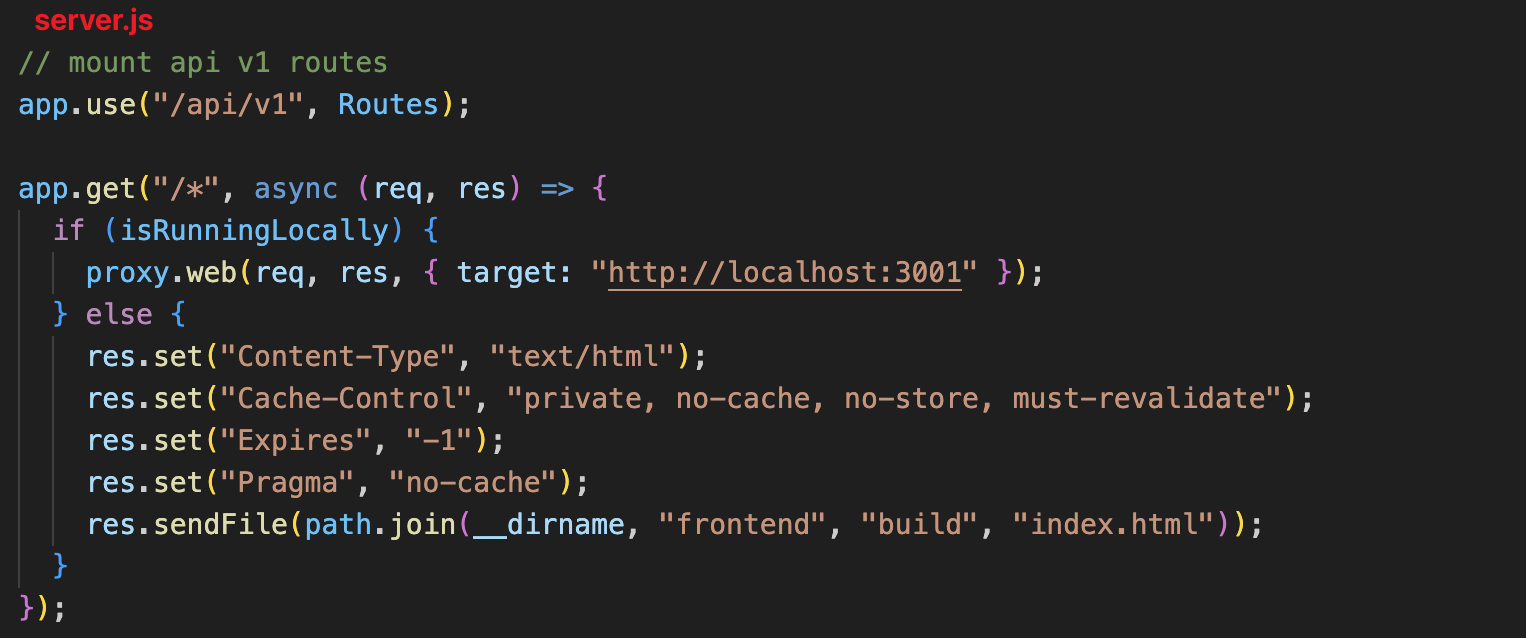 server.js
// mount api v1 routes
app.use("/api/v1", Routes);
app.get("/*", async (req, res) => {
if (isRunningLocally) {
proxy.web(req, res, { target: "http://localhost:3001" });
} else {
res.set("Content-Type", "text/html");
res.set("Cache-Control", "private, no-cache, no-store, must-revalidate");
res.set("Expires", "-1");
res.set("Pragma", "no-cache");
res.sendFile(path.join(__dirname, "frontend", "build", "index.html"));
}
});